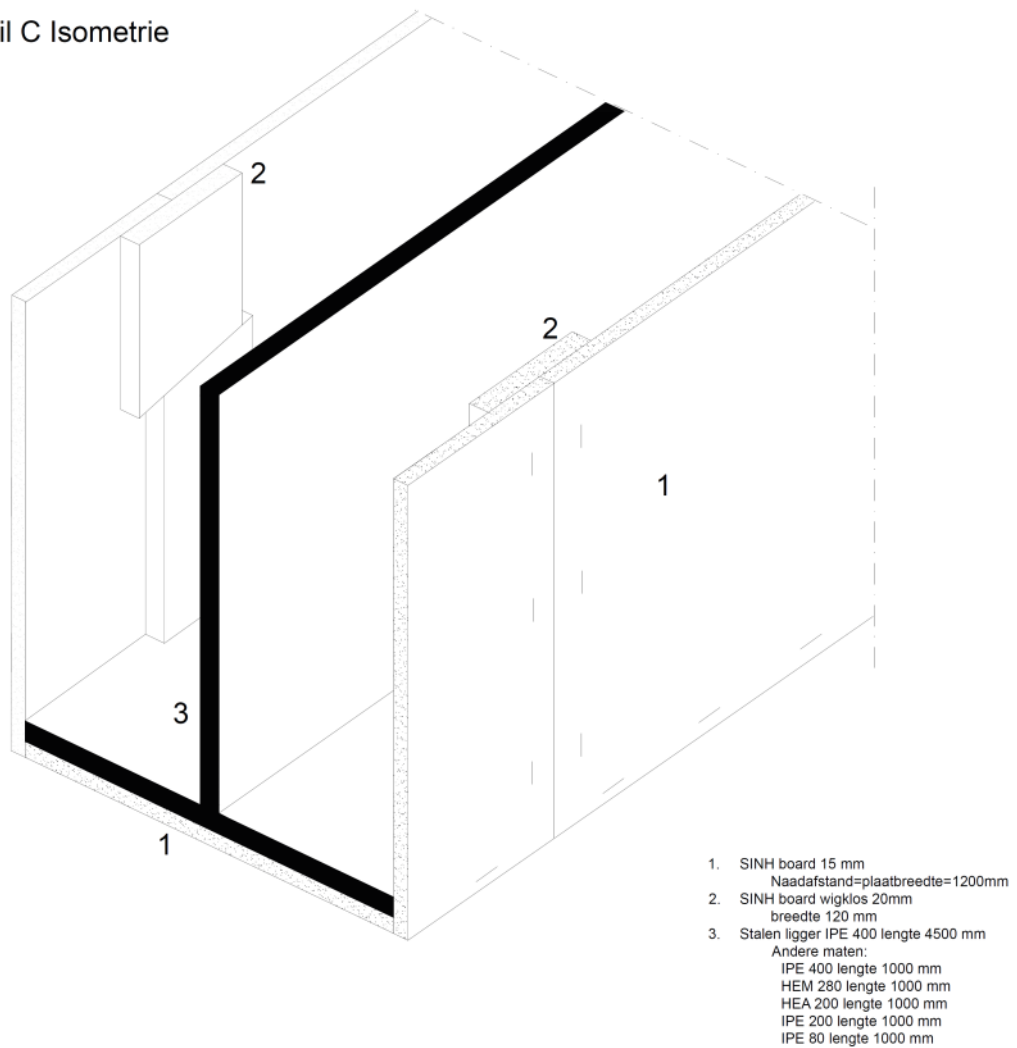 il C Isometrie
2
2
1
3
1
1. SINH board 15 mm
Naadafstand=plaatbreedte=1200mm
2. SINH board wigklos 20mm
breedte 120 mm
3. Stalen ligger IPE 400 lengte 4500 mm
Andere maten:
IPE 400 lengte 1000 mm
HEM 280 lengte 1000 mm
HEA 200 lengte 1000 mm
IPE 200 lengte 1000 mm
IPE 80 lengte 1000 mm